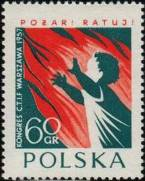 POŻAR! RATUJ!
KONGRES C.T.I.F WARSZAWA 1957
60 GR
POLSKA